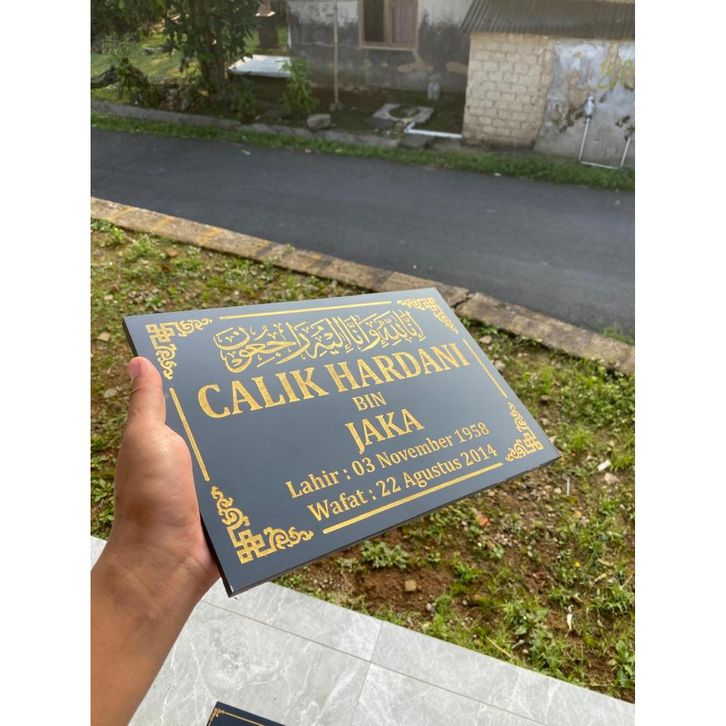 إنا لله وإنا إليه راجعون
CALIK HARDANI
BIN
JAKA
Lahir : 03 November 1958
Wafat : 22 Agustus 2014